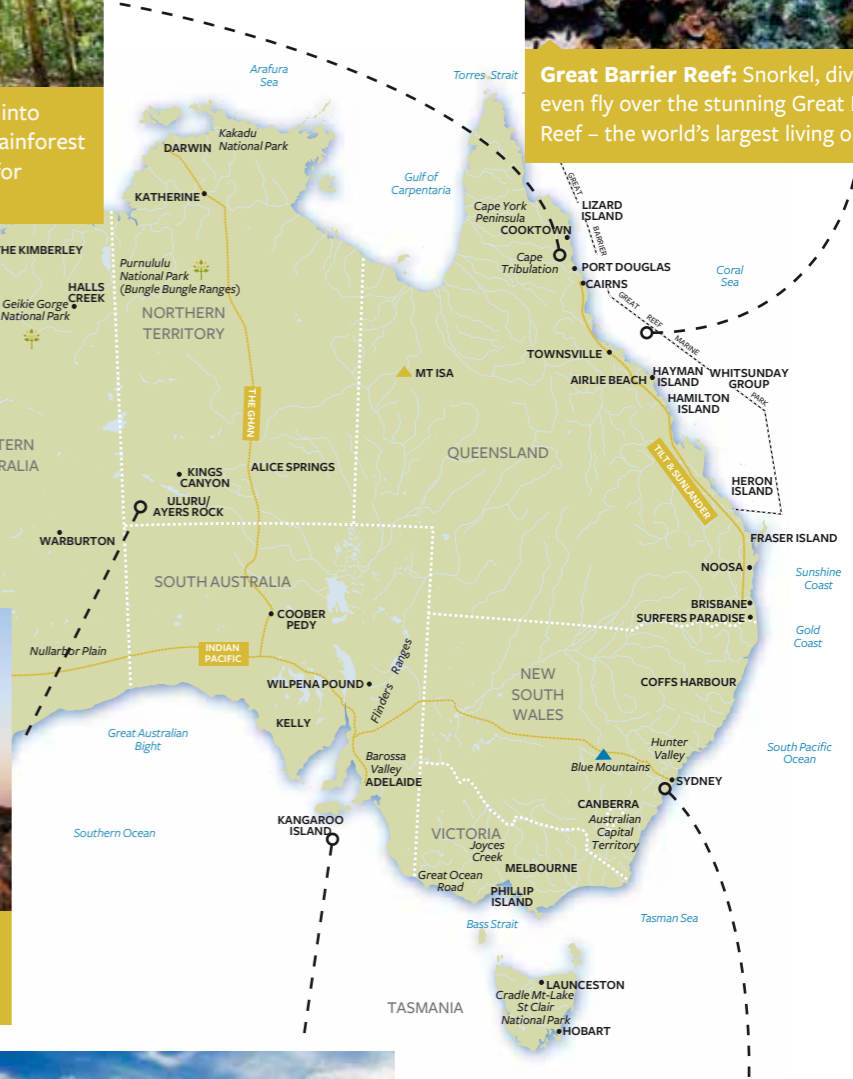 into
ainforest
for
Great Barrier Reef: Snorkel, div
even fly over the stunning Great
Reef – the world's largest living o
Arafura
Sea
Torres Strait
Gulf of
Carpentaria
DARWIN
Kakadu
National Park
KATHERINE
Cape York
Peninsula
COOKTOWN
LIZARD
ISLAND
GREAT
BARRIER
Cape
Tribulation
PORT DOUGLAS
CAIRNS
Coral
Sea
HE KIMBERLEY
Purnululu
National Park
(Bungle Bungle Ranges)
HALLS
CREEK
Geikie Gorge
National Park
NORTHERN
TERRITORY
GREAT
REEF
MARINE
PARK
TOWNSVILLE
MT ISA
AIRLIE BEACH
HAYMAN
ISLAND
WHITSUNDAY
GROUP
HAMILTON
ISLAND
THE GHAN
TERN
RALIA
QUEENSLAND
TILT & SUNLANDER
KINGS
CANYON
ALICE SPRINGS
HERON
ISLAND
ULURU/
AYERS ROCK
WARBURTON
FRASER ISLAND
NOOSA
Sunshine
Coast
SOUTH AUSTRALIA
BRISBANE
SURFERS PARADISE
COOBER
PEDY
Gold
Coast
Nullarbor Plain
INDIAN
PACIFIC
WILPENA POUND
Flinders Ranges
NEW
SOUTH
WALES
COFFS HARBOUR
KELLY
Great Australian
Bight
Hunter
Valley
South Pacific
Ocean
Barossa
Valley
ADELAIDE
Blue Mountains
SYDNEY
CANBERRA
Australian
Capital
Territory
KANGAROO
ISLAND
Southern Ocean
VICTORIA
Joyces
Creek
MELBOURNE
Great Ocean
Road
PHILLIP
ISLAND
Bass Strait
Tasman Sea
LAUNCESTON
Cradle Mt-Lake
St Clair
National Park
TASMANIA
HOBART